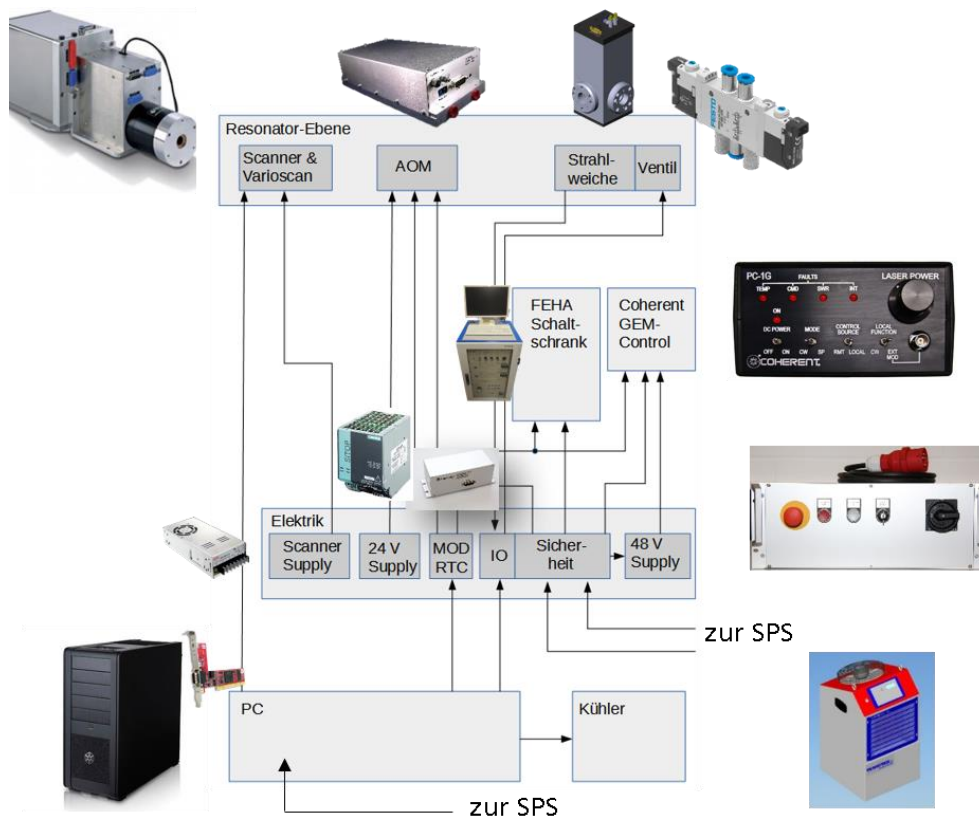 Resonator-Ebene
Scanner &
Varioscan
AOM
Strahl-
weiche
Ventil
FESTO
PC-1G
FAULTS
LASER POWER
TEMP
CMD
SWR
INT
ON
DC POWER
MODE
CONTROL
SOURCE
LOCAL
FUNCTION
OFF
ON
CW
SP
RMT
LOCAL
CW
EXT
MOD
COHERENT.
FEHA
Schalt-
schrank
Coherent
GEM-
Control
STOP
Elektrik
Scanner
Supply
24 V
Supply
MOD
RTC
IO
Sicher-
heit
48 V
Supply
zur SPS
PC
Kühler
zur SPS